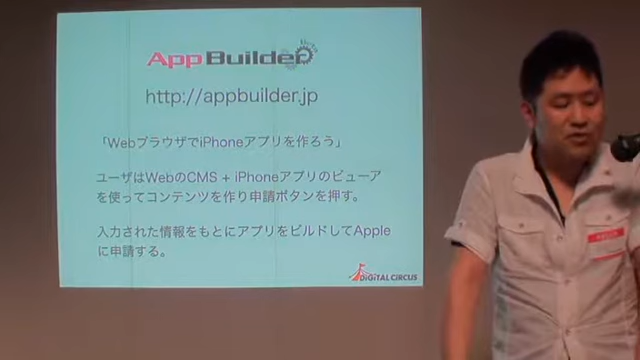 AppBuilder
http://appbuilder.jp
「WebブラウザでiPhoneアプリを作ろう」
ユーザはWebのCMS + iPhoneアプリのビューア
を使ってコンテンツを作り申請ボタンを押す。
入力された情報をもとにアプリをビルドしてApple
に申請する。
DiGiTAL CiRCUS